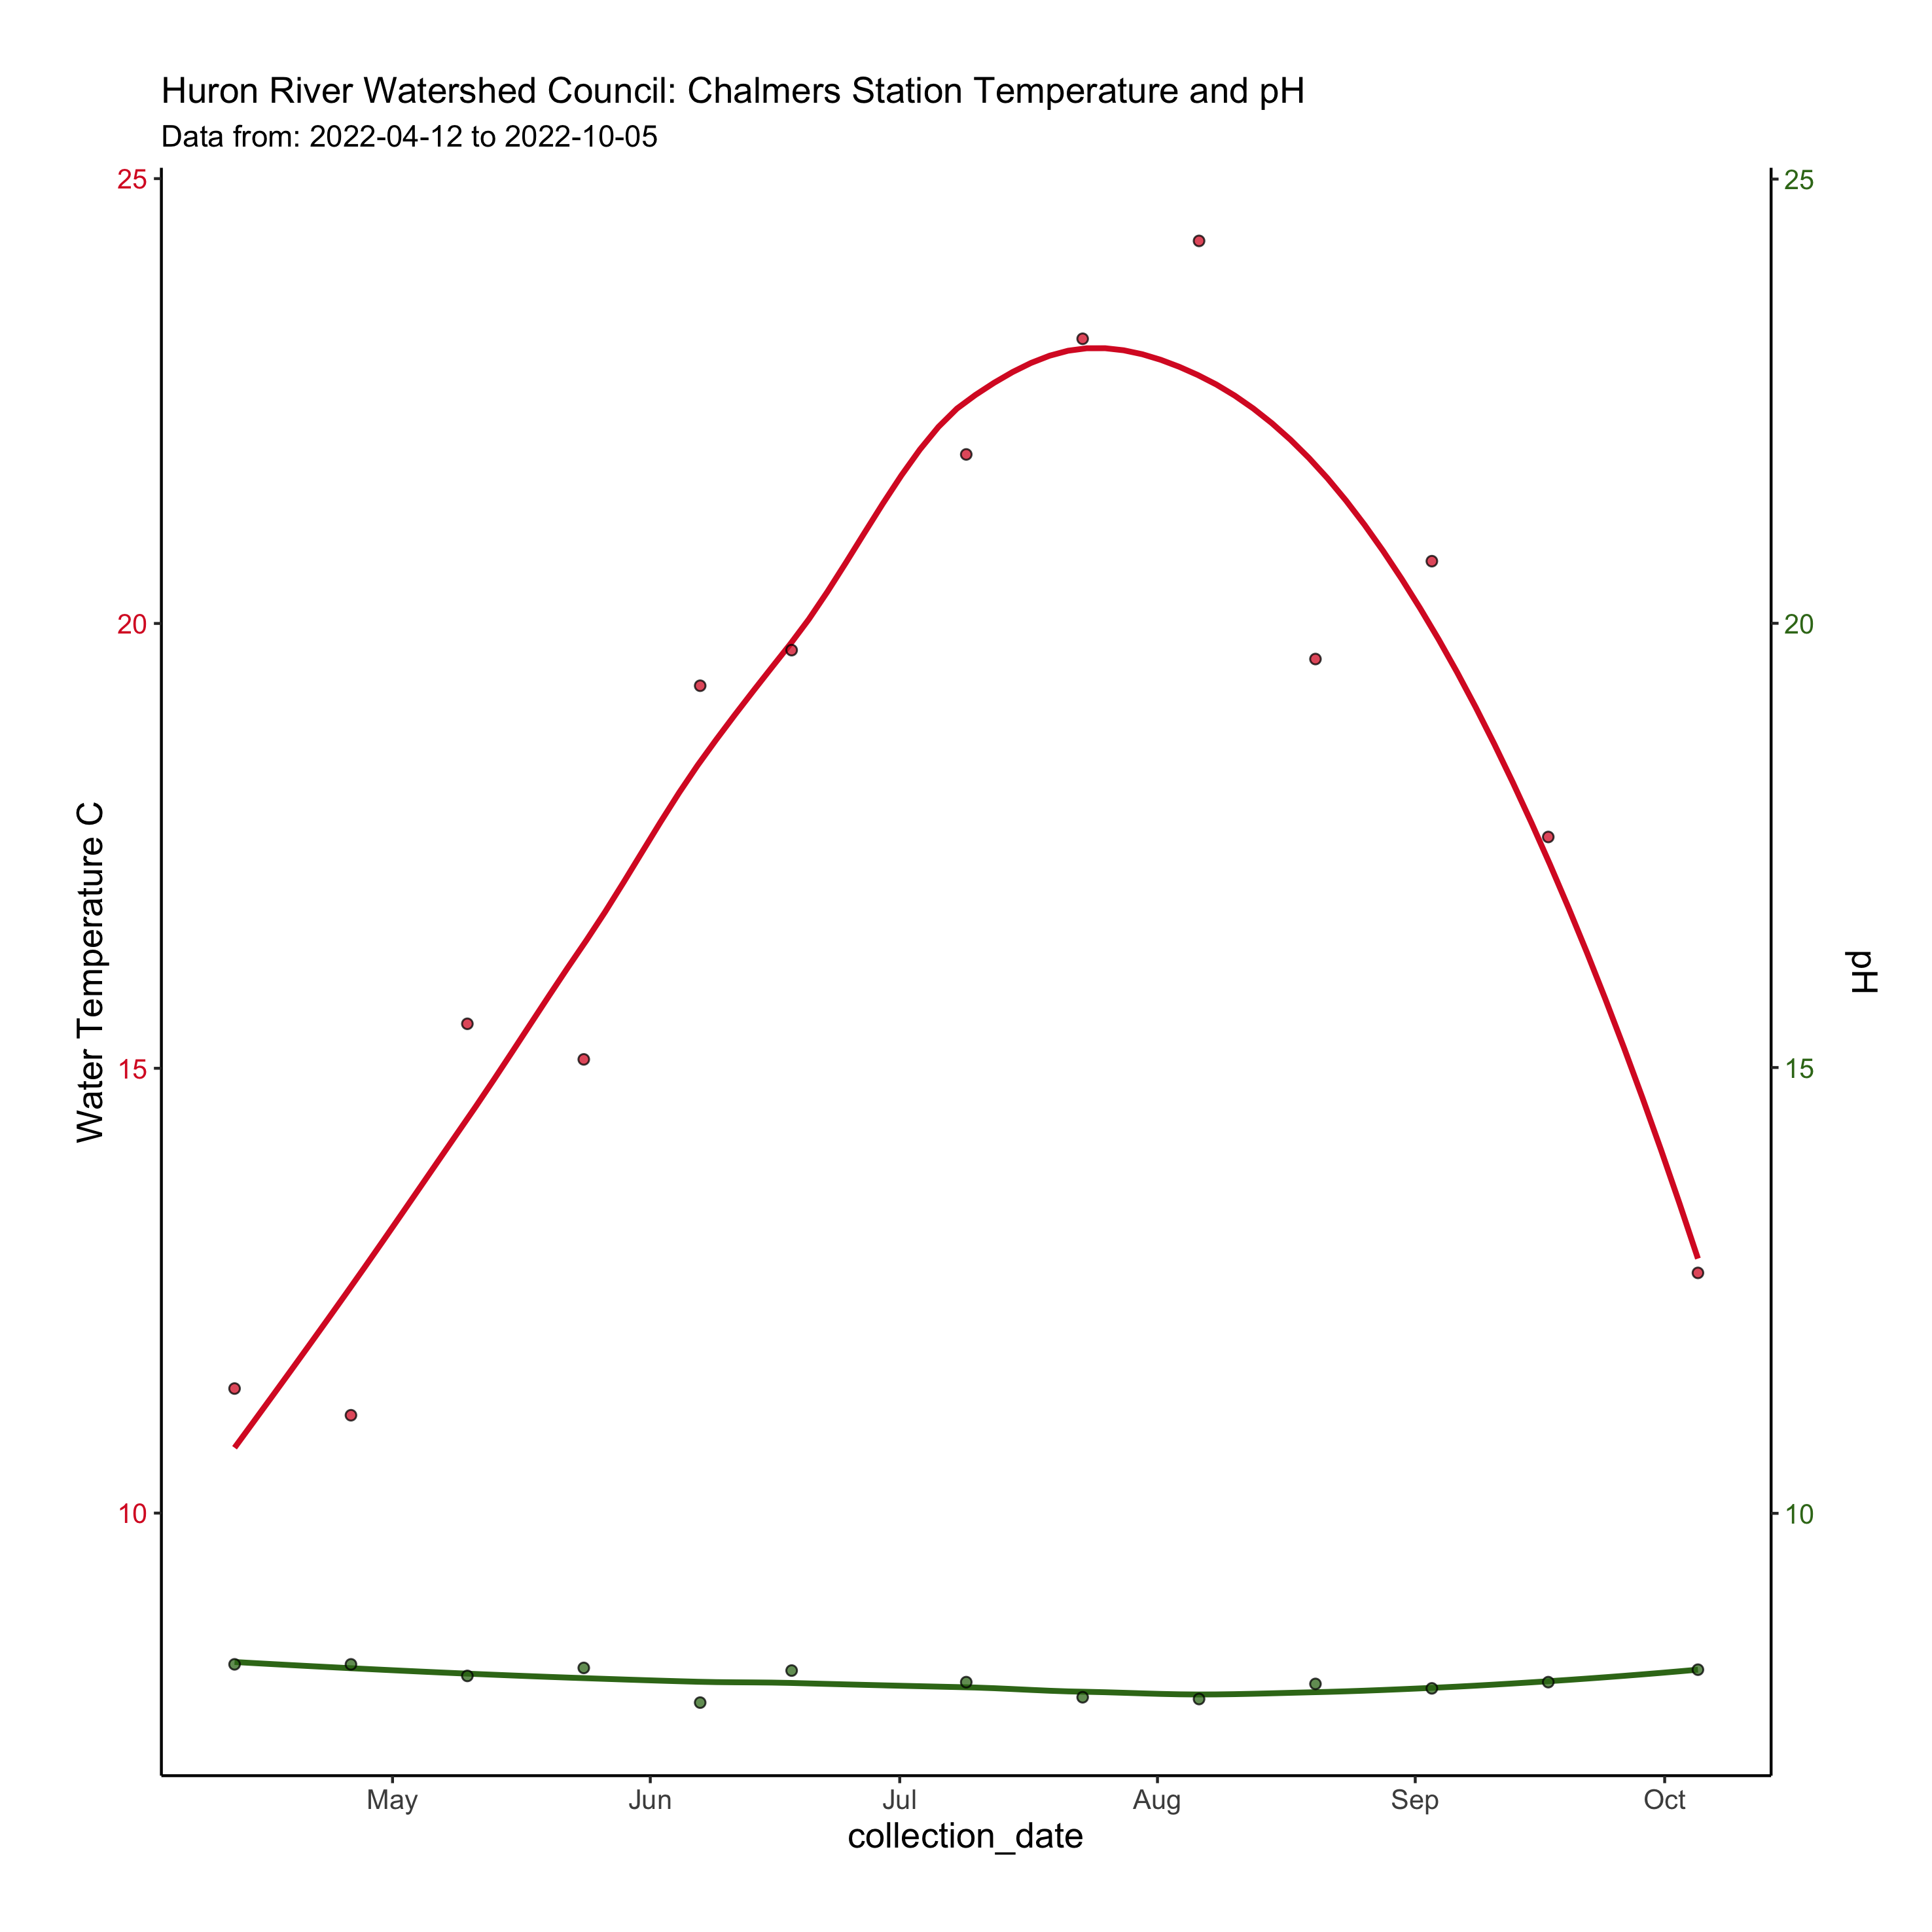 Huron River Watershed Council: Chalmers Station Temperature and pH
Data from: 2022-04-12 to 2022-10-05
25
20
15
10
Water Temperature C
25
20
15
10
pH
May Jun Jul Aug Sep Oct
collection_date